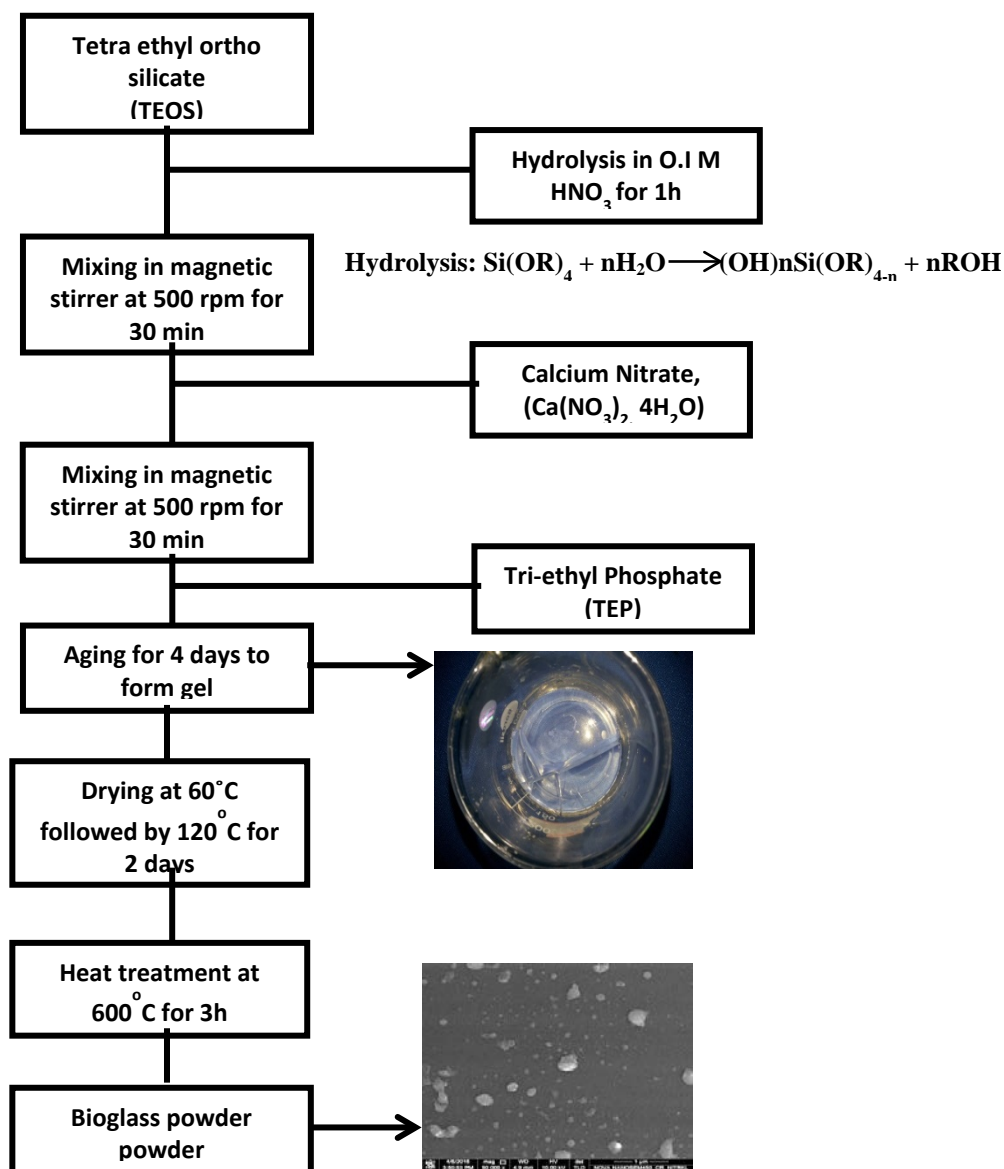 Tetra ethyl ortho
silicate
(TEOS)
Hydrolysis in O.I M
HNO3 for 1h
Mixing in magnetic
stirrer at 500 rpm for
30 min
Hydrolysis: Si(OR)4 + nH2O ⟶ (OH)nSi(OR)4-n + nROH
Calcium Nitrate,
(Ca(NO3)2. 4H2O)
Mixing in magnetic
stirrer at 500 rpm for
30 min
Tri-ethyl Phosphate
(TEP)
Aging for 4 days to
form gel
Drying at 60°C
followed by 120°C for
2 days
Heat treatment at
600°C for 3h
Bioglass powder
powder